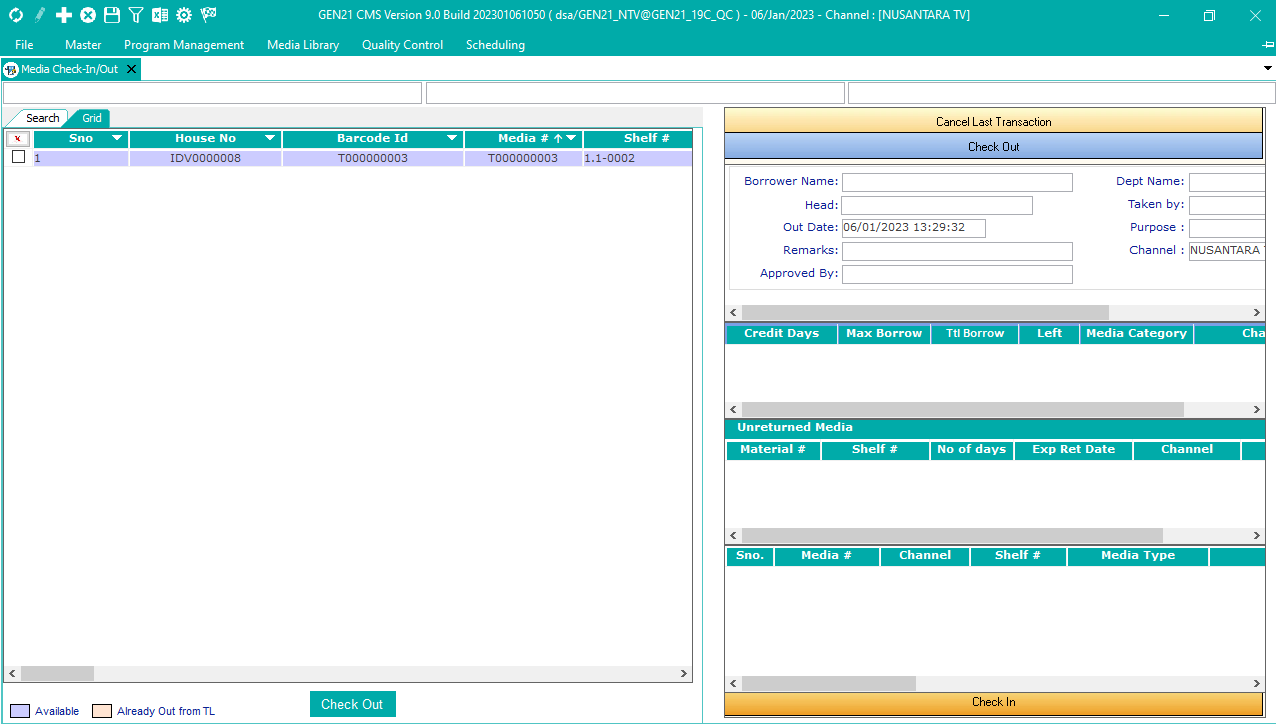 GEN21 CMS Version 9.0 Build 202301061050 ( dsa/GEN21_NTV@GEN21_19C_QC ) - 06/Jan/2023 - Channel : [NUSANTARA TV]
File Master Program Management Media Library Quality Control Scheduling
Media Check-In/Out
Search Grid
x Sno House No Barcode Id Media # Shelf #
1 IDV0000008 T000000003 T000000003 1.1-0002
Available Already Out from TL
Check Out
Cancel Last Transaction
Check Out
Borrower Name: Dept Name:
Head: Taken by:
Out Date: 06/01/2023 13:29:32 Purpose :
Remarks: Channel : NUSANTARA
Approved By:
Credit Days Max Borrow Ttl Borrow Left Media Category Cha
Unreturned Media
Material # Shelf # No of days Exp Ret Date Channel
Sno. Media # Channel Shelf # Media Type
Check In